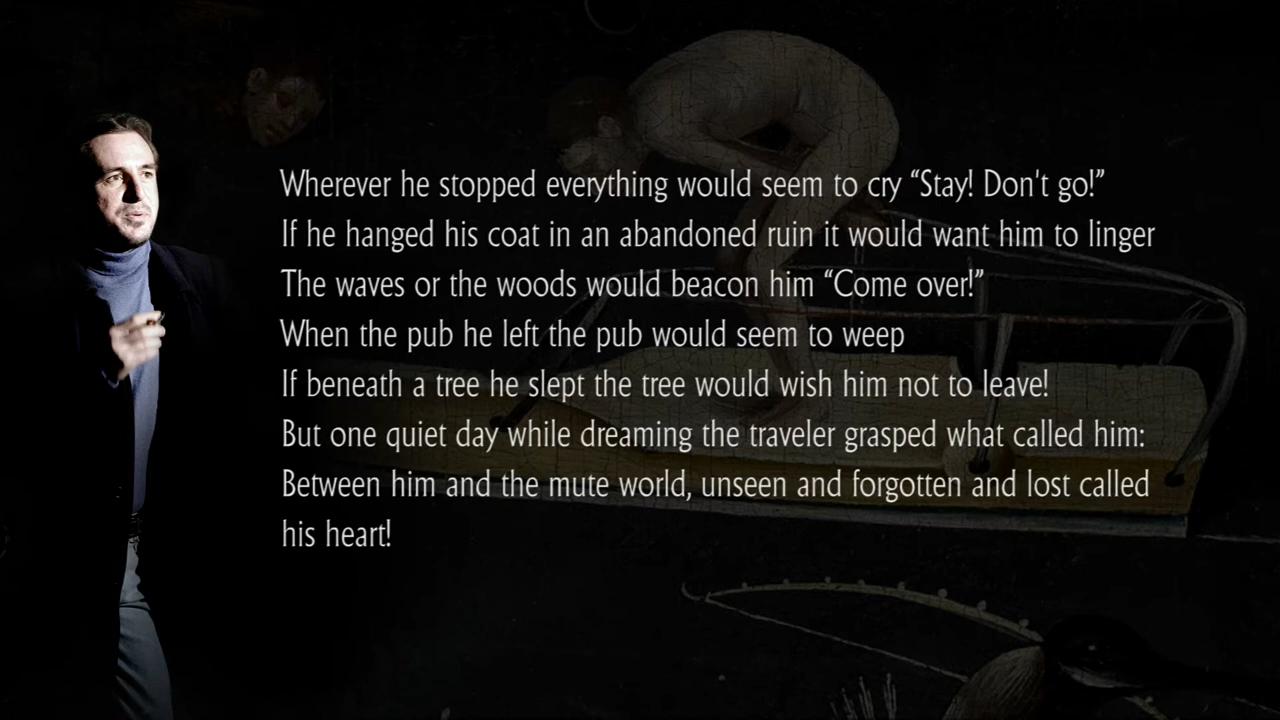 Wherever he stopped everything would seem to cry “Stay! Don't go!”
If he hanged his coat in an abandoned ruin it would want him to linger
The waves or the woods would beacon him “Come over!”
When the pub he left the pub would seem to weep
If beneath a tree he slept the tree would wish him not to leave!
But one quiet day while dreaming the traveler grasped what called him:
Between him and the mute world, unseen and forgotten and lost called
his heart!